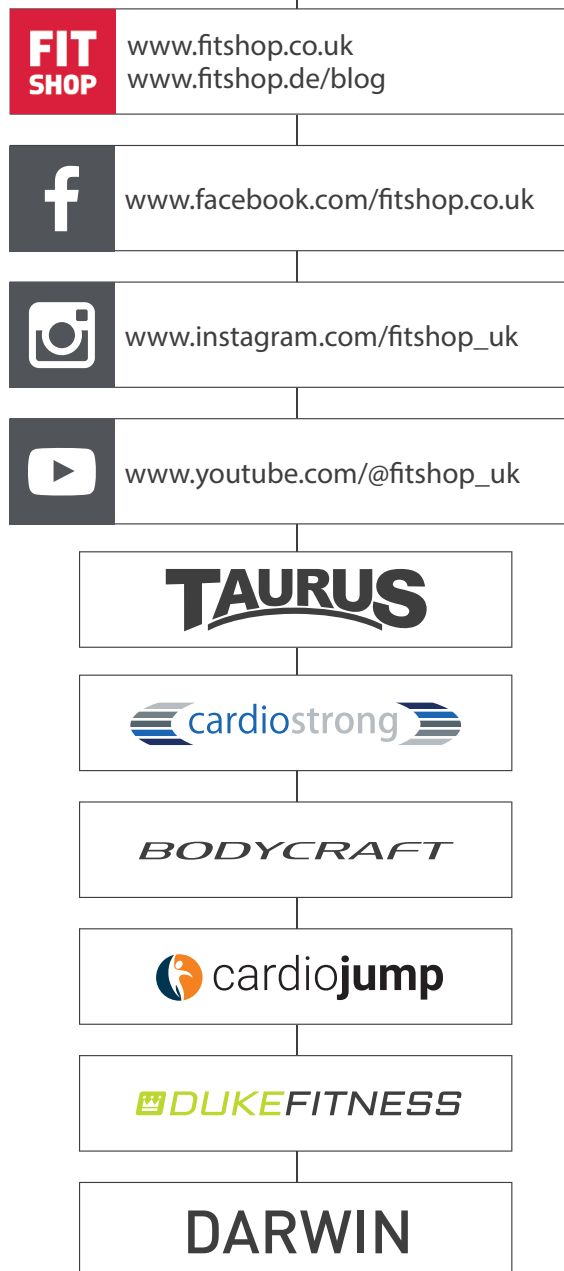 FIT
SHOP
www.fitshop.co.uk
www.fitshop.de/blog
www.facebook.com/fitshop.co.uk
www.instagram.com/fitshop_uk
www.youtube.com/@fitshop_uk
TAURUS
cardiostrong
BODYCRAFT
cardiojump
DUKEFITNESS
DARWIN